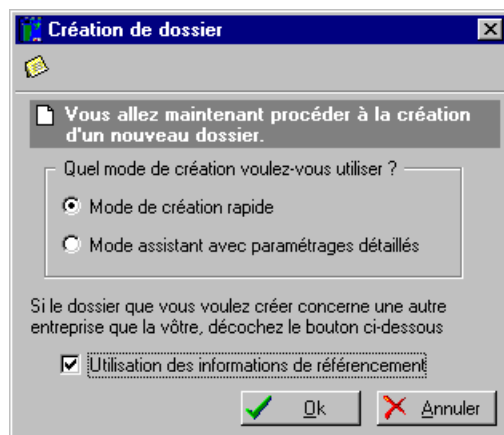 Création de dossier
Vous allez maintenant procéder à la création
d'un nouveau dossier.
Quel mode de création voulez-vous utiliser ?
Mode de création rapide
Mode assistant avec paramétrages détaillés
Si le dossier que vous voulez créer concerne une autre
entreprise que la vôtre, décochez le bouton ci-dessous
Utilisation des informations de référencement
Ok
Annuler